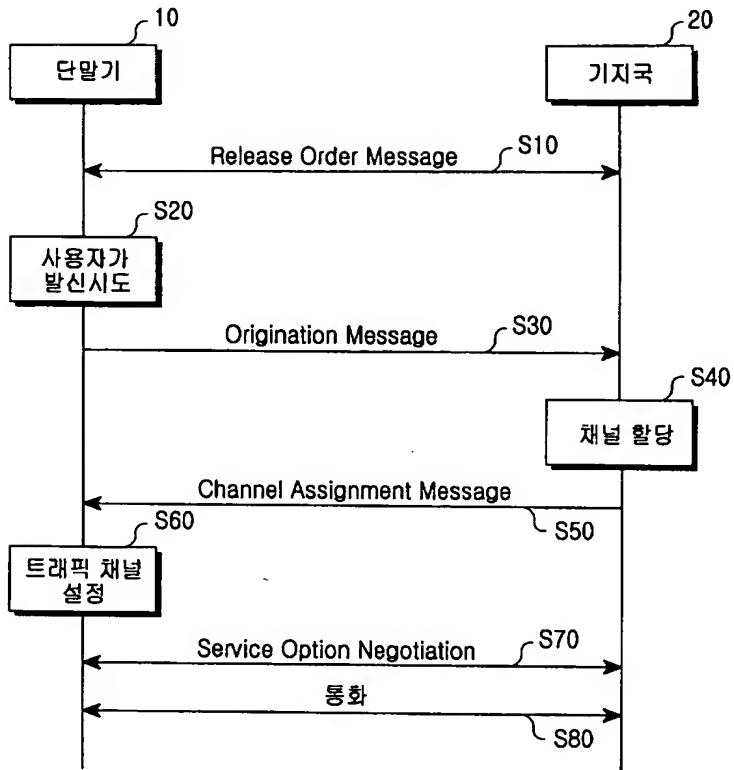 10
단말기
20
기지국
Release Order Message
S10
S20
사용자가
발신시도
Origination Message
S30
S40
채널 할당
Channel Assignment Message
S50
S60
트래픽 채널
설정
Service Option Negotiation
S70
통화
S80